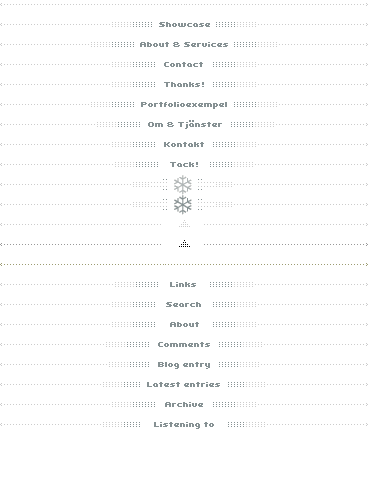 Showcase
About & Services
Contact
Thanks!
Portfolioexempel
Om & Tjänster
Kontakt
Tack!
Links
Search
About
Comments
Blog entry
Latest entries
Archive
Listening to